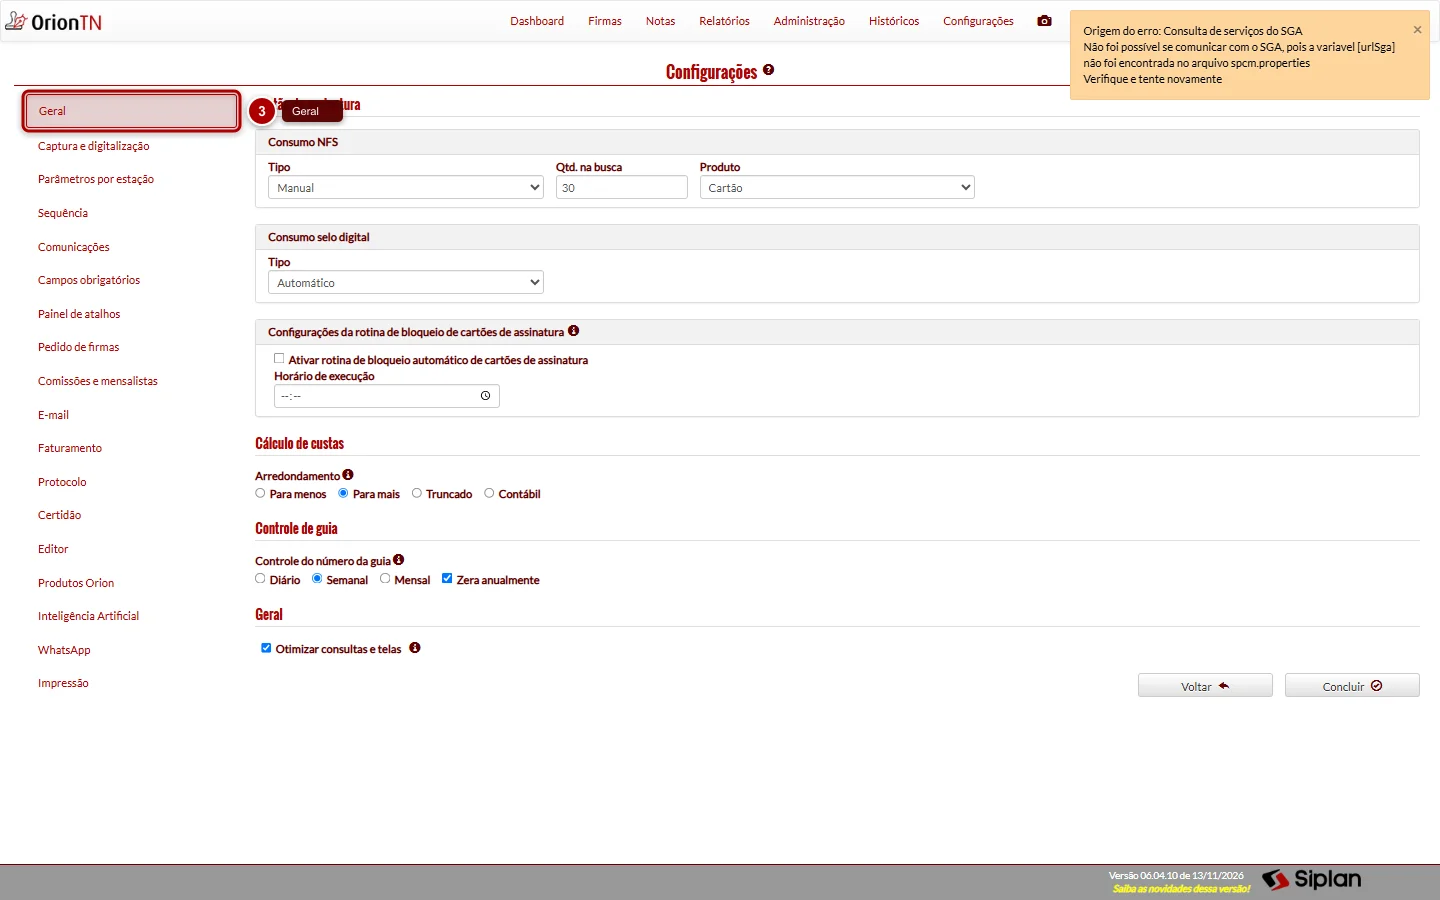 OrionTN
Dashboard Firmas Notas Relatórios Administração Históricos Configurações
Origem do erro: Consulta de serviços do SGA
Não foi possível se comunicar com o SGA, pois a variavel [urlSga]
não foi encontrada no arquivo spcm.properties
Verifique e tente novamente
×
Configurações
Geral
3
Geral
Captura e digitalização
Parâmetros por estação
Sequência
Comunicações
Campos obrigatórios
Painel de atalhos
Pedido de firmas
Comissões e mensalistas
E-mail
Faturamento
Protocolo
Certidão
Editor
Produtos Orion
Inteligência Artificial
WhatsApp
Impressão
Consumo NFS
Tipo Qtd. na busca Produto
Manual 30 Cartão
Consumo selo digital
Tipo
Automático
Configurações da rotina de bloqueio de cartões de assinatura
Ativar rotina de bloqueio automático de cartões de assinatura
Horário de execução
--:--
Cálculo de custas
Arredondamento
Para menos Para mais Truncado Contábil
Controle de guia
Controle do número da guia
Diário Semanal Mensal Zera anualmente
Geral
Otimizar consultas e telas
Voltar Concluir
Versão 06.04.10 de 13/11/2026
Saiba as novidades dessa versão!
Siplan